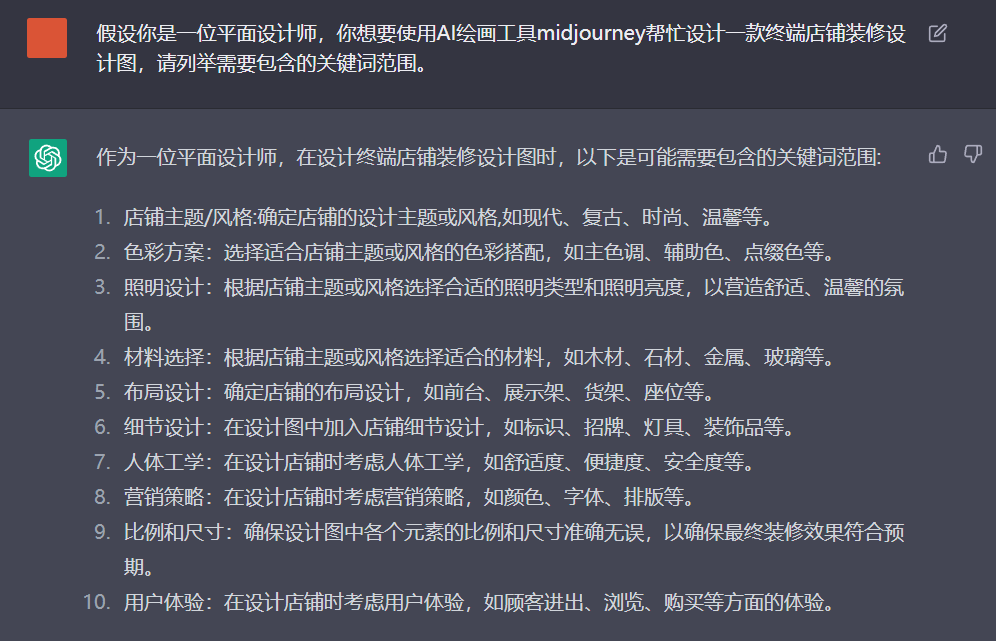 假设你是一位平面设计师，你想要使用AI绘画工具midjourney帮忙设计一款终端店铺装修设
计图，请列举需要包含的关键词范围。
作为一位平面设计师，在设计终端店铺装修设计图时，以下是可能需要包含的关键词范围:
1. 店铺主题/风格:确定店铺的设计主题或风格,如现代、复古、时尚、温馨等。
2. 色彩方案：选择适合店铺主题或风格的色彩搭配，如主色调、辅助色、点缀色等。
3. 照明设计：根据店铺主题或风格选择合适的照明类型和照明亮度，以营造舒适、温馨的氛
围。
4. 材料选择：根据店铺主题或风格选择适合的材料，如木材、石材、金属、玻璃等。
5. 布局设计：确定店铺的布局设计，如前台、展示架、货架、座位等。
6. 细节设计：在设计图中加入店铺细节设计，如标识、招牌、灯具、装饰品等。
7. 人体工学：在设计店铺时考虑人体工学，如舒适度、便捷度、安全度等。
8. 营销策略：在设计店铺时考虑营销策略，如颜色、字体、排版等。
9. 比例和尺寸：确保设计图中各个元素的比例和尺寸准确无误，以确保最终装修效果符合预
期。
10. 用户体验：在设计店铺时考虑用户体验，如顾客进出、浏览、购买等方面的体验。